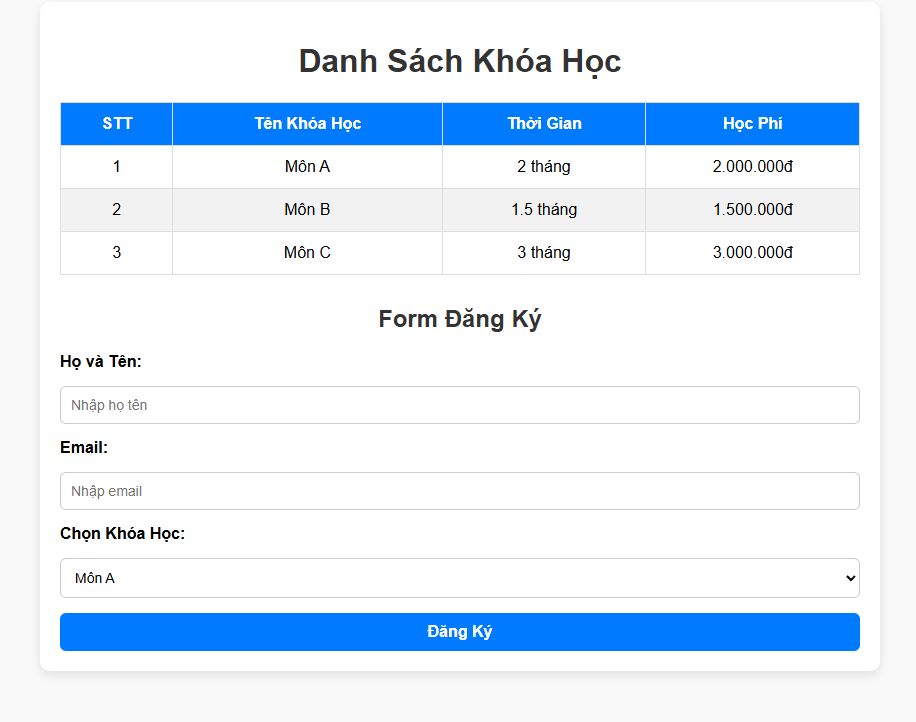 Danh Sách Khóa Học
STT Tên Khóa Học Thời Gian Học Phí
1 Môn A 2 tháng 2.000.000đ
2 Môn B 1.5 tháng 1.500.000đ
3 Môn C 3 tháng 3.000.000đ
Form Đăng Ký
Họ và Tên:
Nhập họ tên
Email:
Nhập email
Chọn Khóa Học:
Môn A
Đăng Ký